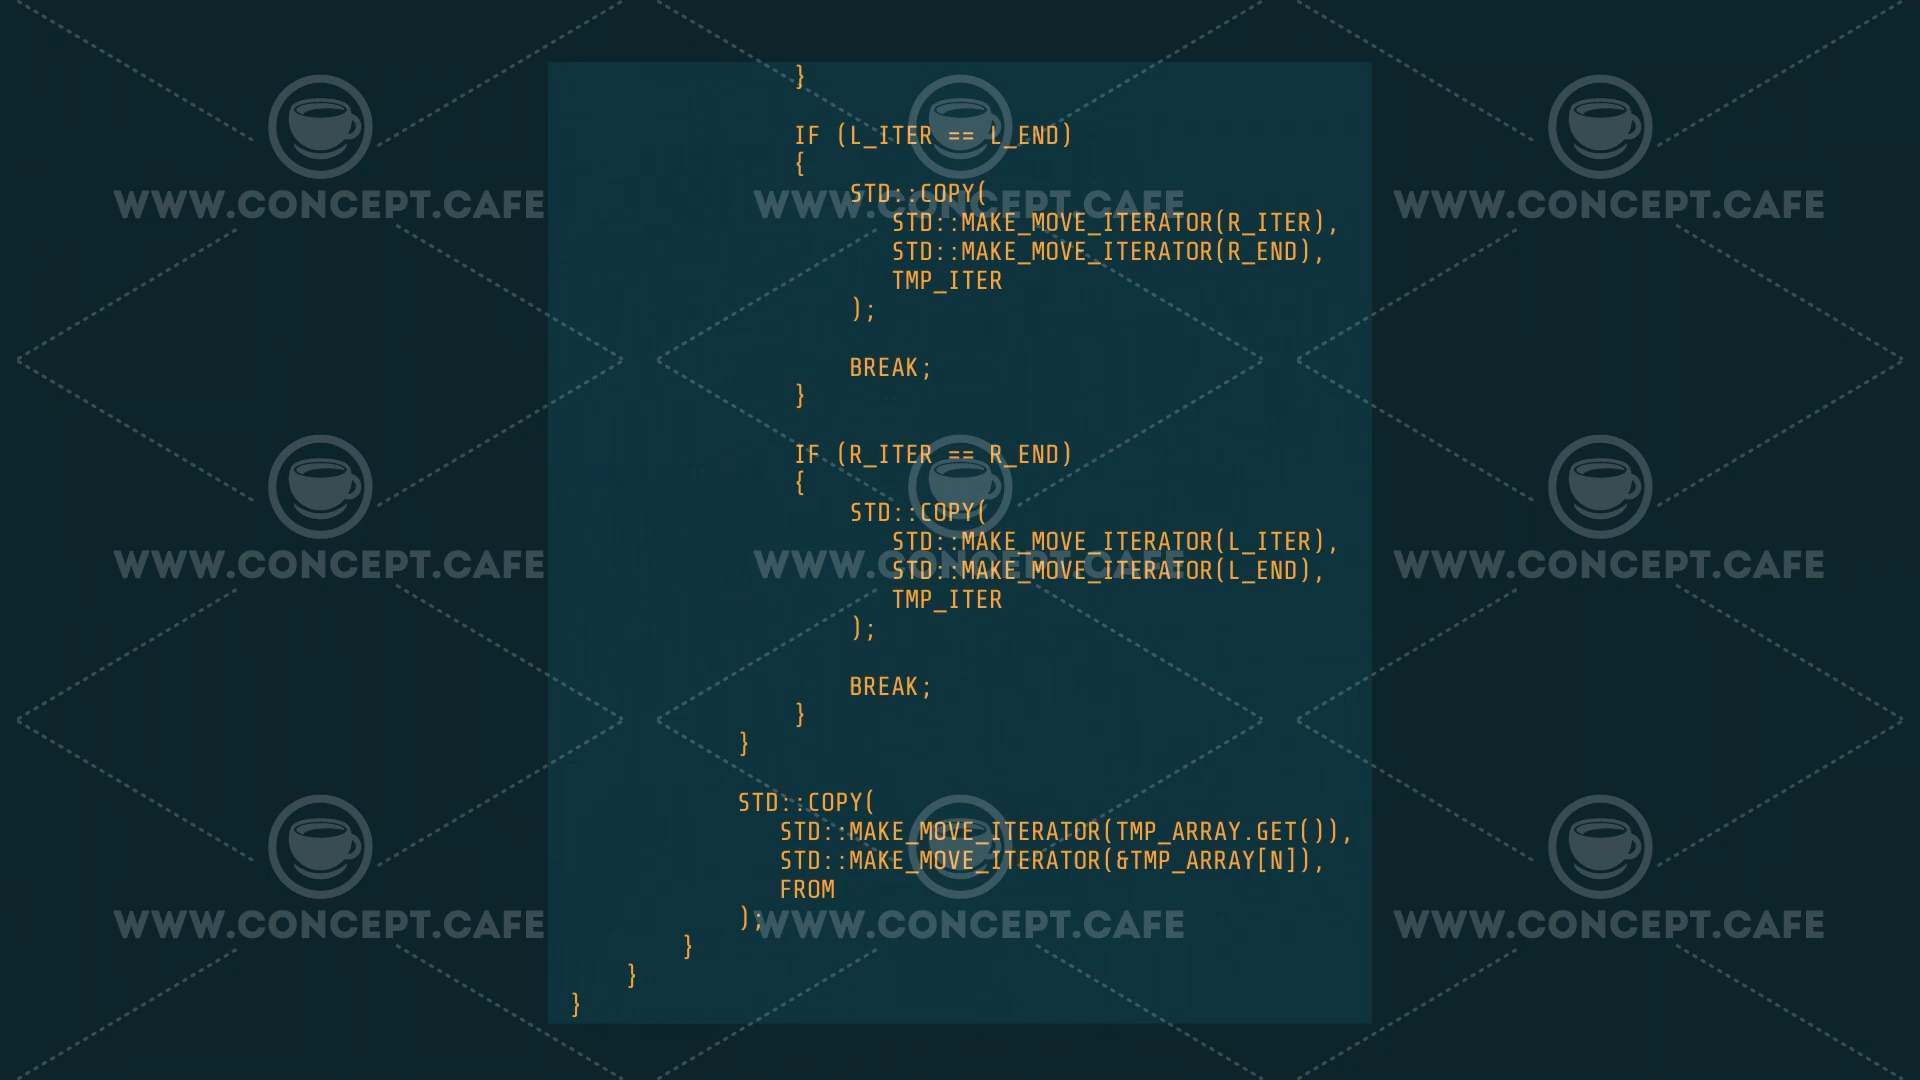 }
IF (L_ITER == L_END)
{
STD::COPY(
STD::MAKE_MOVE_ITERATOR(R_ITER),
STD::MAKE_MOVE_ITERATOR(R_END),
TMP_ITER
);
BREAK;
}
IF (R_ITER == R_END)
{
STD::COPY(
STD::MAKE_MOVE_ITERATOR(L_ITER),
STD::MAKE_MOVE_ITERATOR(L_END),
TMP_ITER
);
BREAK;
}
}
STD::COPY(
STD::MAKE_MOVE_ITERATOR(TMP_ARRAY.GET()),
STD::MAKE_MOVE_ITERATOR(&TMP_ARRAY[N]),
FROM
);
}
}
}
WWW.CONCEPT.CAFE
WWW.CONCEPT.CAFE
WWW.CONCEPT.CAFE
WWW.CONCEPT.CAFE
WWW.CONCEPT.CAFE
WWW.CONCEPT.CAFE
WWW.CONCEPT.CAFE
WWW.CONCEPT.CAFE
WWW.CONCEPT.CAFE